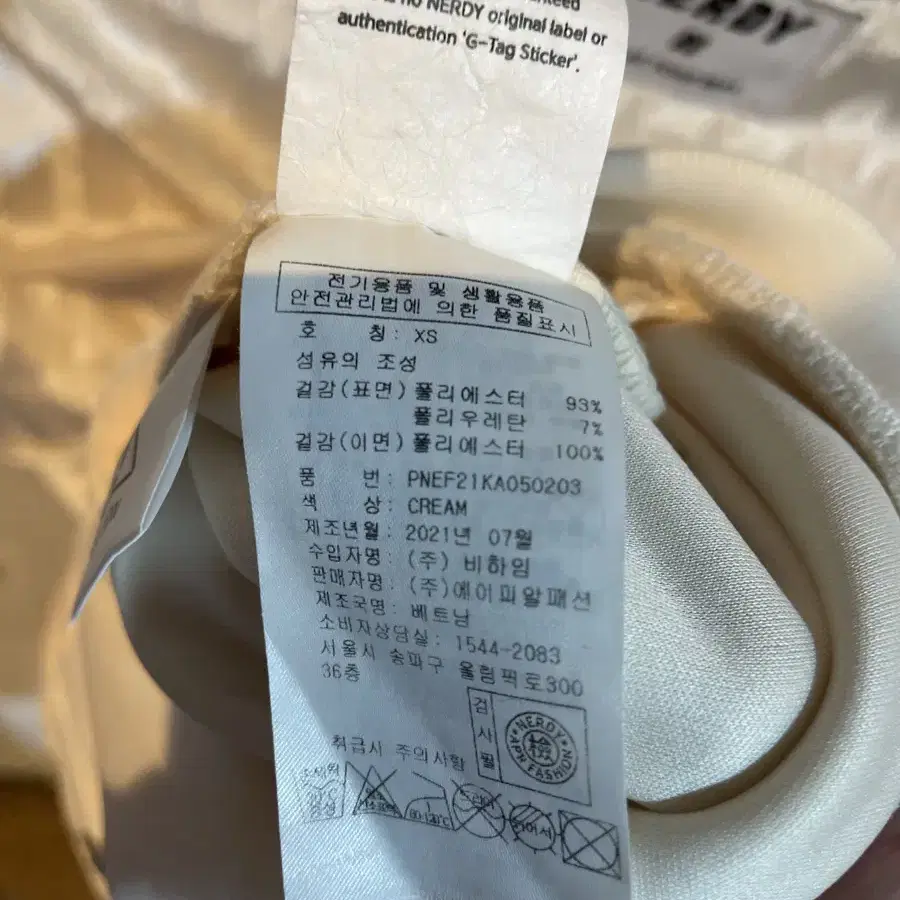 no NERDY original label or
authentication 'G-Tag Sticker'.
NERDY
전기용품 및 생활용품
안전관리법에 의한 품질표시
호 칭: XS
섬유의 조성
겉감(표면) 폴리에스터 93%
폴리우레탄 7%
겉감(이면) 폴리에스터 100%
품 번: PNEF21KA050203
색 상: CREAM
제조년월: 2021년 07월
수입자명: (주) 비하임
판매자명: (주)에이피알패션
제조국명: 베트남
소비자상담실: 1544-2083
서울시 송파구 올림픽로300
36층
검
사
필
NERDY
APR FASHION
취급시 주의사항
중성
드라이